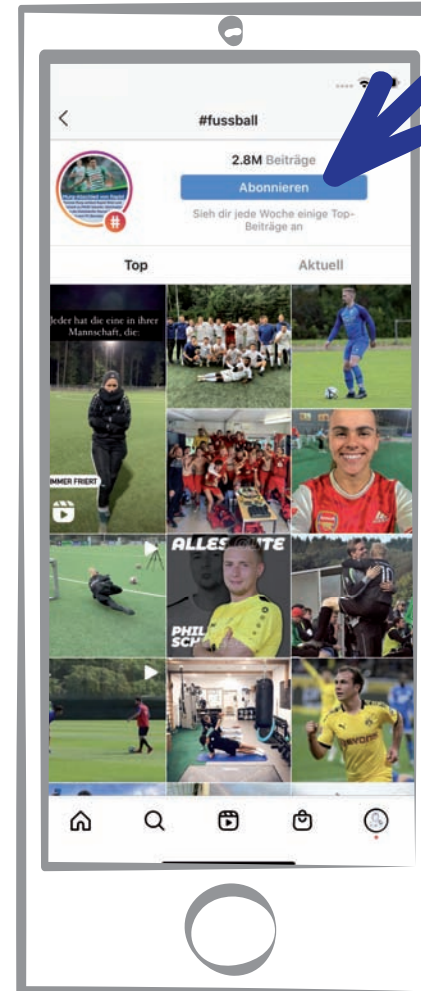 #fussball
2.8M Beiträge
Abonnieren
Sieh dir jede Woche einige Top-
Beiträge an
#
Top
Aktuell
Jeder hat die eine in ihrer
Mannschaft, die:
IMMER FRIERT
ALLES GUTE
PHIL
SCH
10